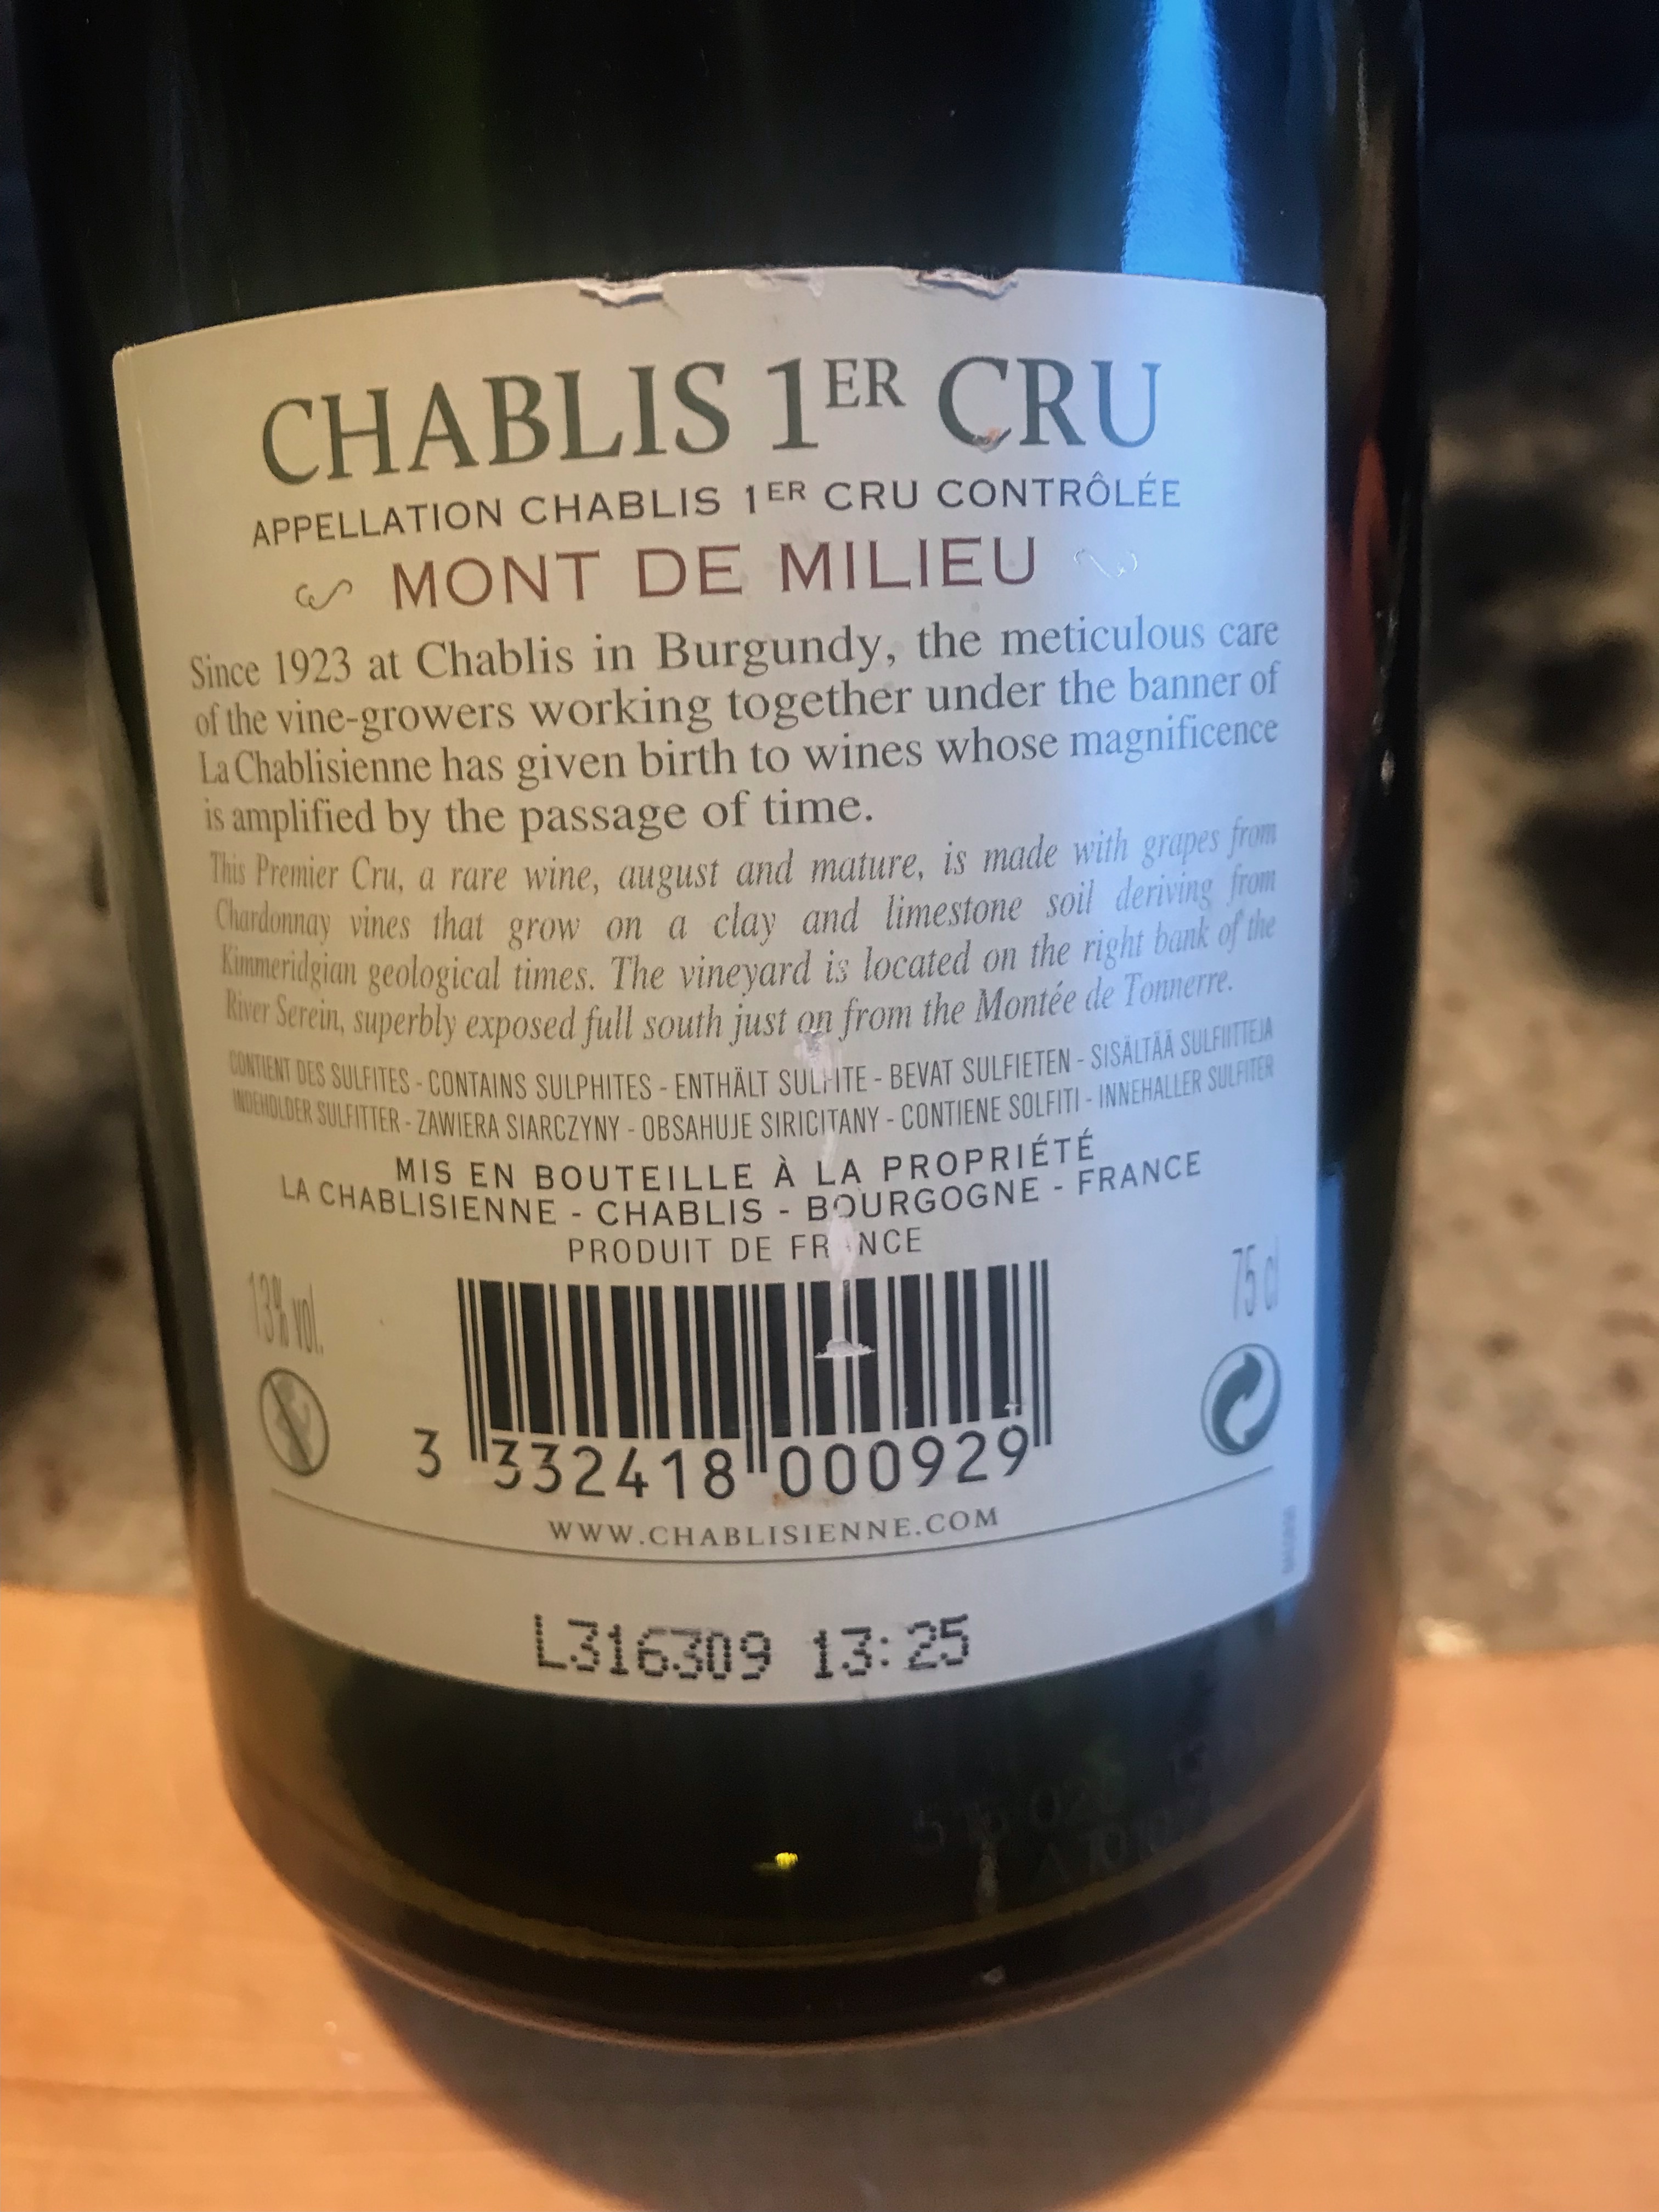 CHABLIS 1ER CRU
APPELLATION CHABLIS 1ER CRU CONTRÔLÉE
MONT DE MILIEU
Since 1923 at Chablis in Burgundy, the meticulous care
of the vine-growers working together under the banner of
La Chablisienne has given birth to wines whose magnificence
is amplified by the passage of time.
This Premier Cru, a rare wine, august and mature, is made with grapes from
Chardonnay vines that grow on a clay and limestone soil deriving from
Kimmeridgian geological times. The vineyard is located on the right bank of the
River Serein, superbly exposed full south just on from the Montée de Tonnerre.
CONTIENT DES SULFITES - CONTAINS SULPHITES - ENTHÄLT SULFITE - BEVAT SULFIETEN - SISÄLTÄÄ SULFIITTEJA
INDEHOLDER SULFITTER - ZAWIERA SIARCZYNY - OBSAHUJE SIRICITANY - CONTIENE SOLFITI - INNEHALLER SULFITER
MIS EN BOUTEILLE À LA PROPRIÉTÉ
LA CHABLISIENNE - CHABLIS - BOURGOGNE - FRANCE
PRODUIT DE FRANCE
13% vol.
75 cl
3 332418 000929
WWW.CHABLISIENNE.COM
L316309 13:25